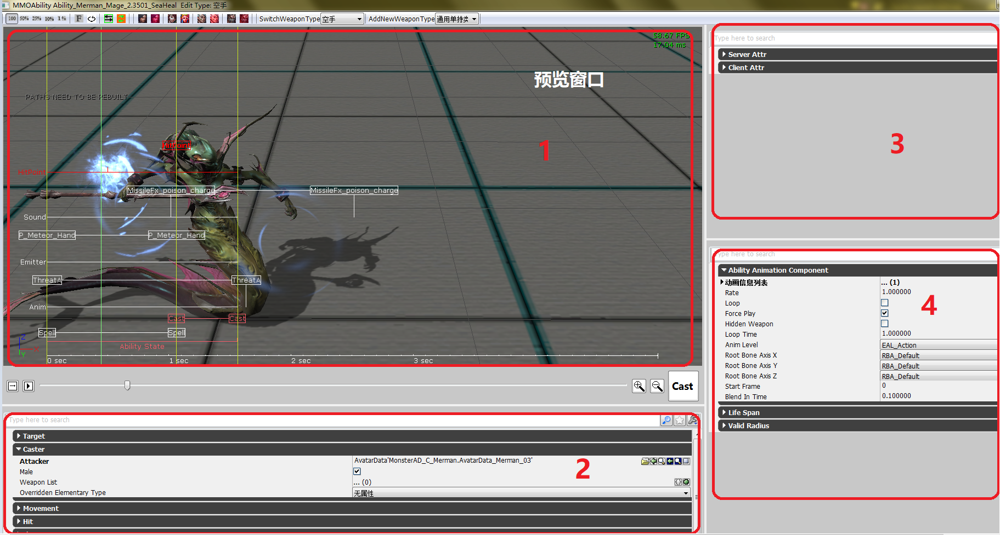 MMOAbility Ability_Merman_Mage_2.3501_SeaHeal Edit Type: 空手
100 50% 25% 10% 1% F SwitchWeaponType 空手 AddNewWeaponType 通用单持类
58.67 FPS
17.04 ms
预览窗口
PATHS NEED TO BE REBUILT
HitPoint
1
HitPoint
MissileFx_poison_charge MissileFx_poison_charge
Sound
P_Meteor_Hand P_Meteor_Hand
Emitter
ThreatA ThreatA
Anim
Cast Cast
Spell Spell
Ability State
Z
X
Y
0 sec 1 sec 2 sec 3 sec
Cast
Type here to search
Target
Caster
Attacker AvatarData'MonsterAD_C_Merman.AvatarData_Merman_03'
Male
2
Weapon List ... (0)
Overridden Elementary Type 无属性
Movement
Hit
Type here to search
Server Attr
Client Attr
3
Type here to search
Ability Animation Component
动画信息列表 ... (1)
Rate 1.000000
Loop
4
Force Play
Hidden Weapon
Loop Time 1.000000
Anim Level EAL_Action
Root Bone Axis X RBA_Default
Root Bone Axis Y RBA_Default
Root Bone Axis Z RBA_Default
Start Frame 0
Blend In Time 0.100000
Life Span
Valid Radius